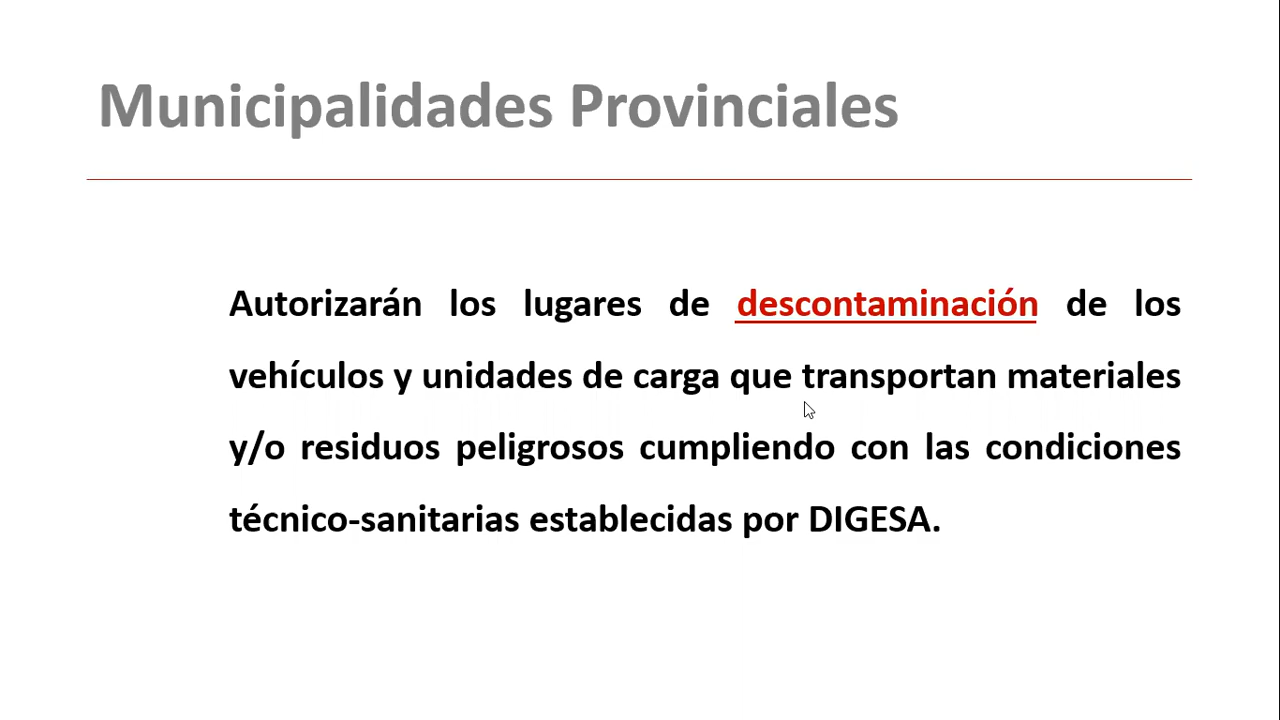 Municipalidades Provinciales
Autorizarán los lugares de descontaminación de los
vehículos y unidades de carga que transportan materiales
y/o residuos peligrosos cumpliendo con las condiciones
técnico-sanitarias establecidas por DIGESA.